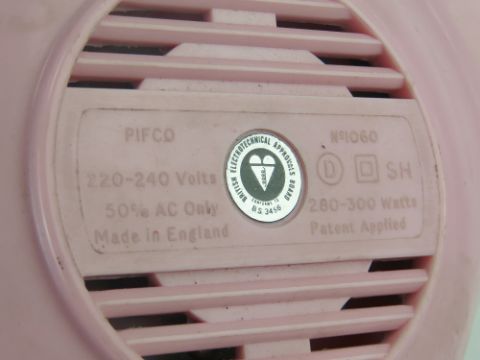 PIFCO Nº1060
220-240 Volts D SH
50% AC Only 280-300 Watts
Made in England Patent Applied
BRITISH ELECTROTECHNICAL APPROVALS BOARD
B.S. 3456